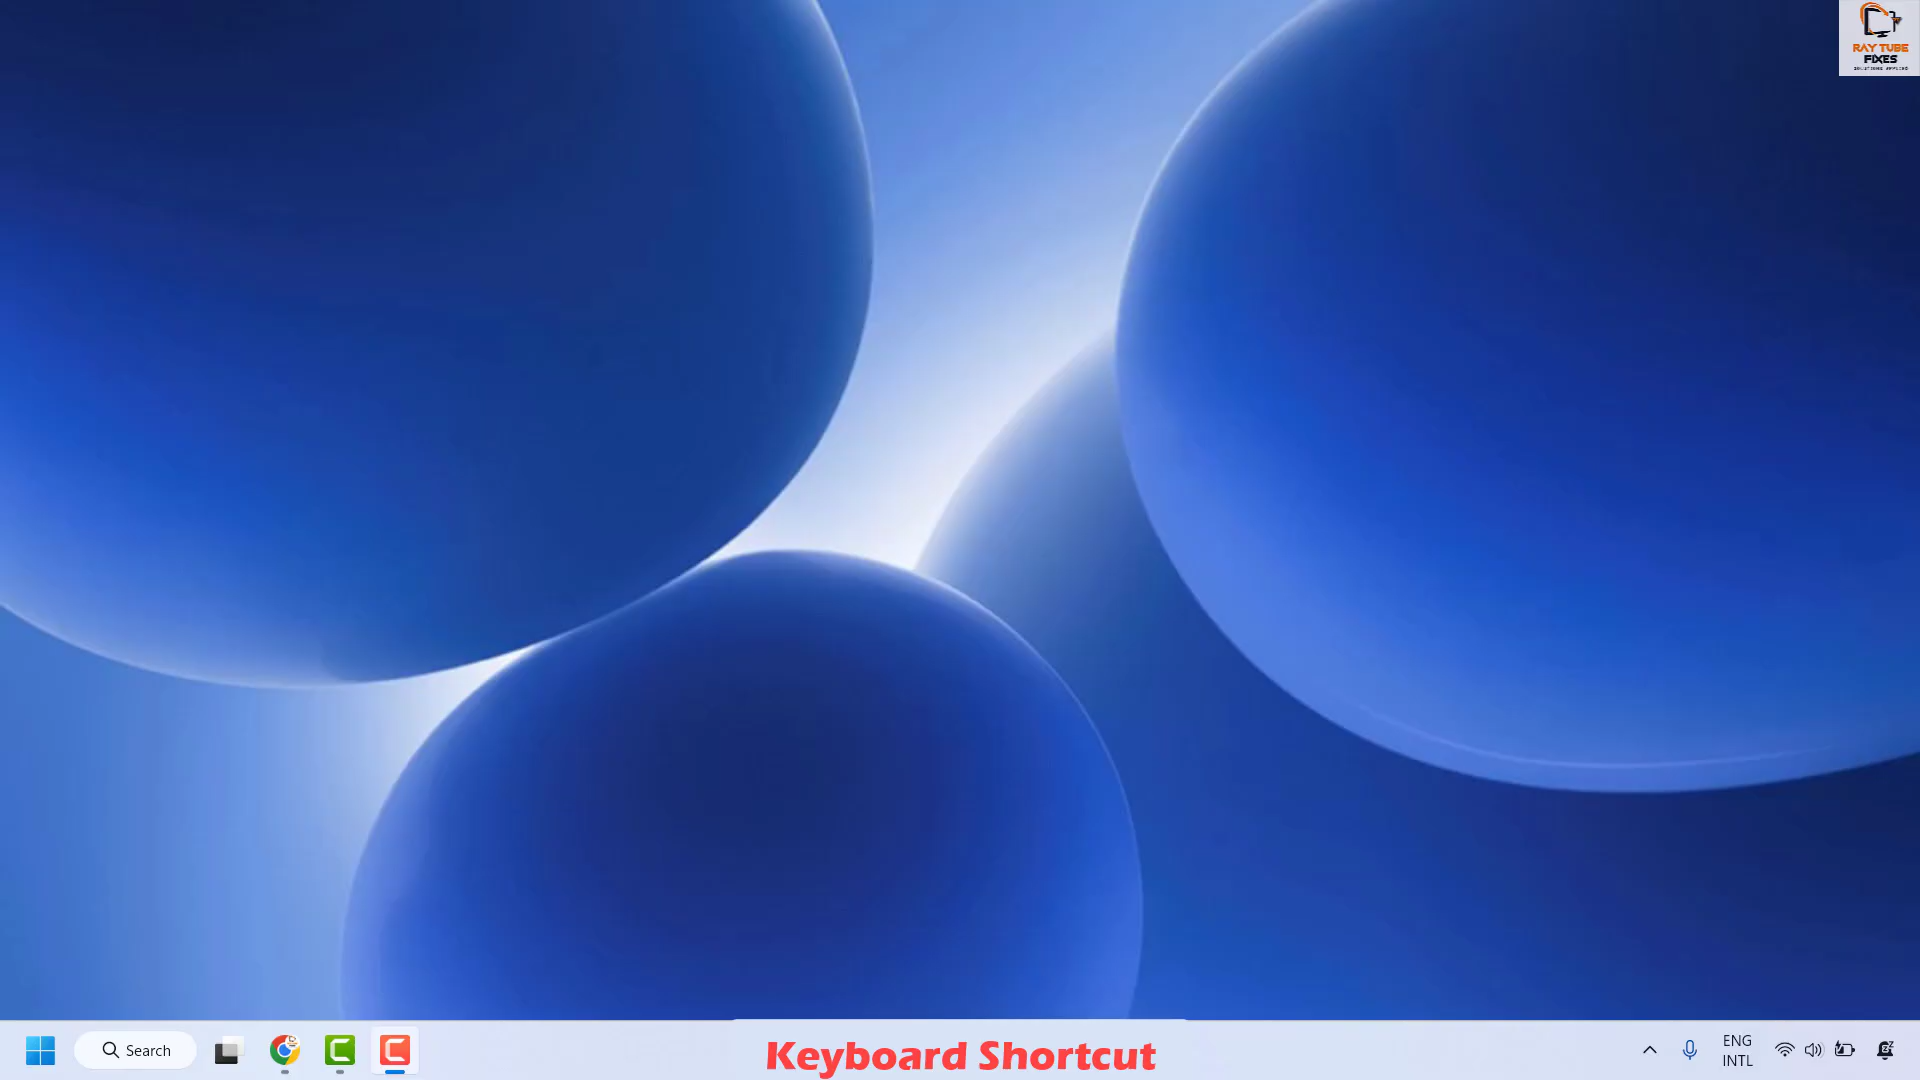 RAY TUBE
FIXES
Search
Keyboard Shortcut
ENG
INTL